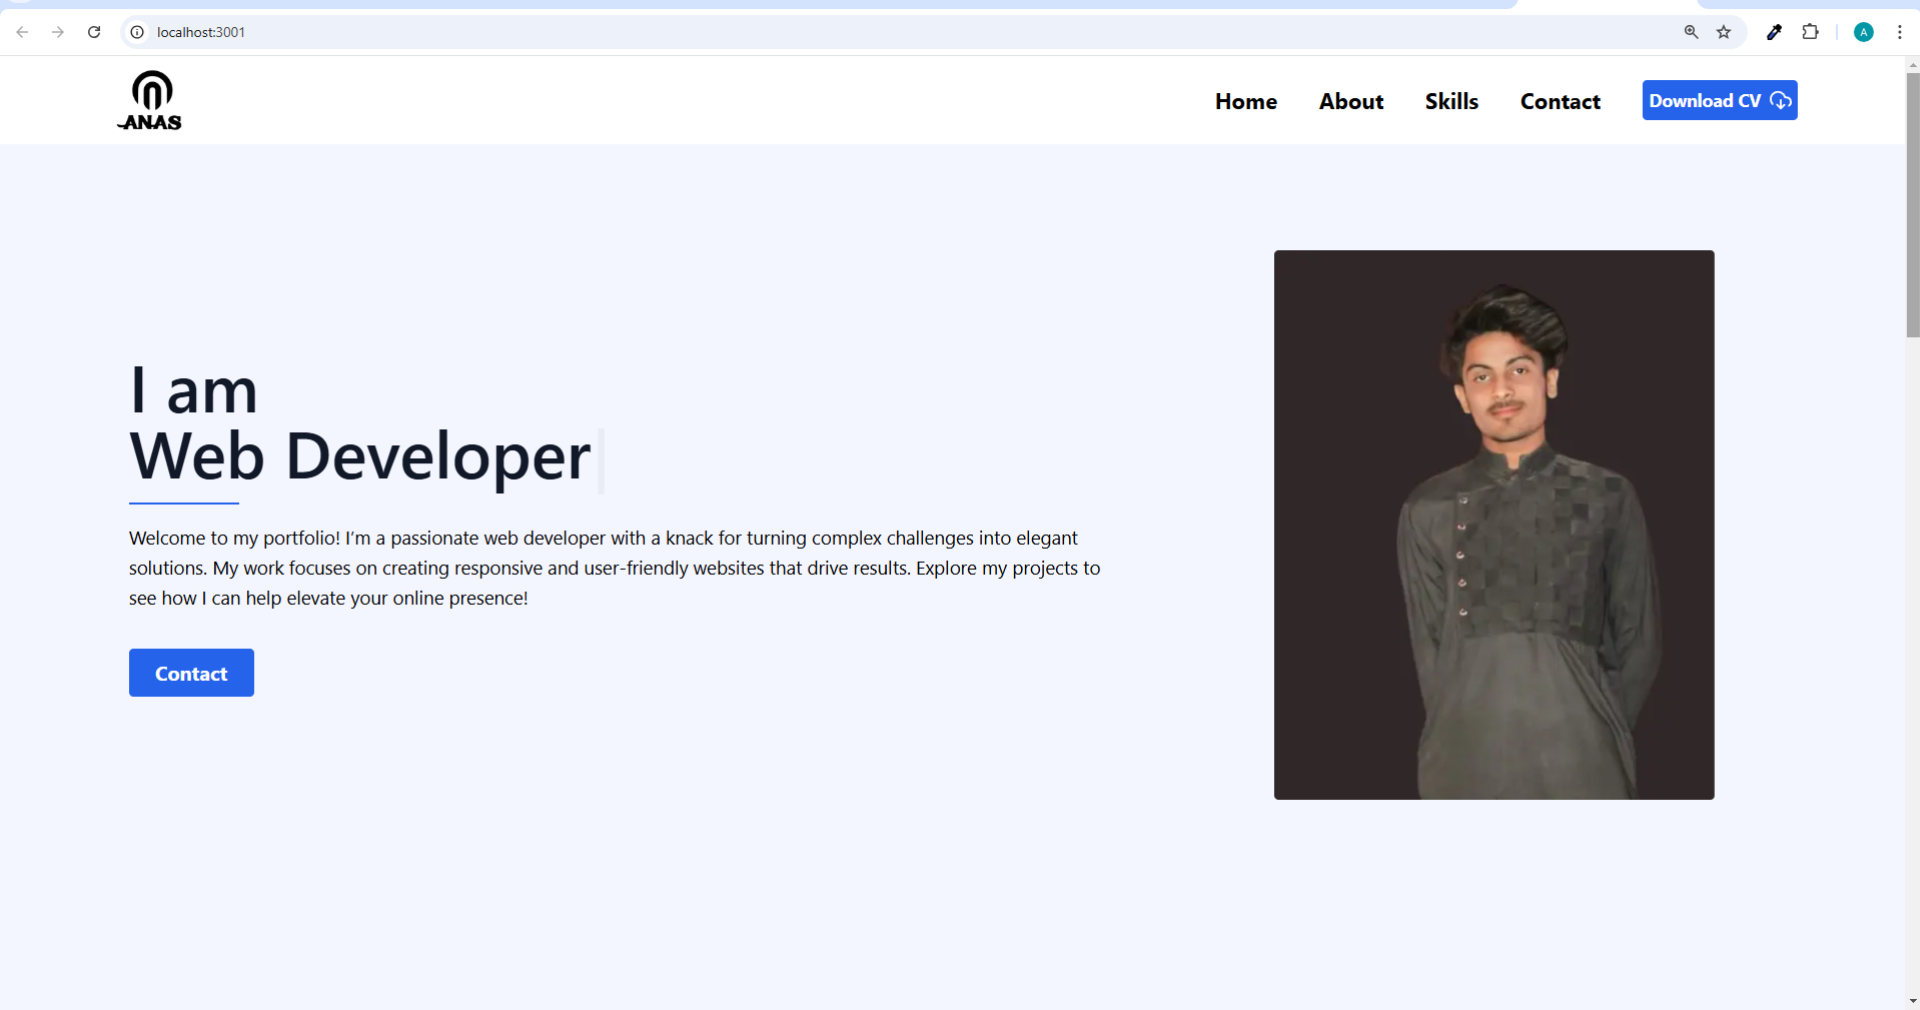 localhost:3001
A
ANAS
Home About Skills Contact Download CV
I am
Web Developer
Welcome to my portfolio! I'm a passionate web developer with a knack for turning complex challenges into elegant
solutions. My work focuses on creating responsive and user-friendly websites that drive results. Explore my projects to
see how I can help elevate your online presence!
Contact